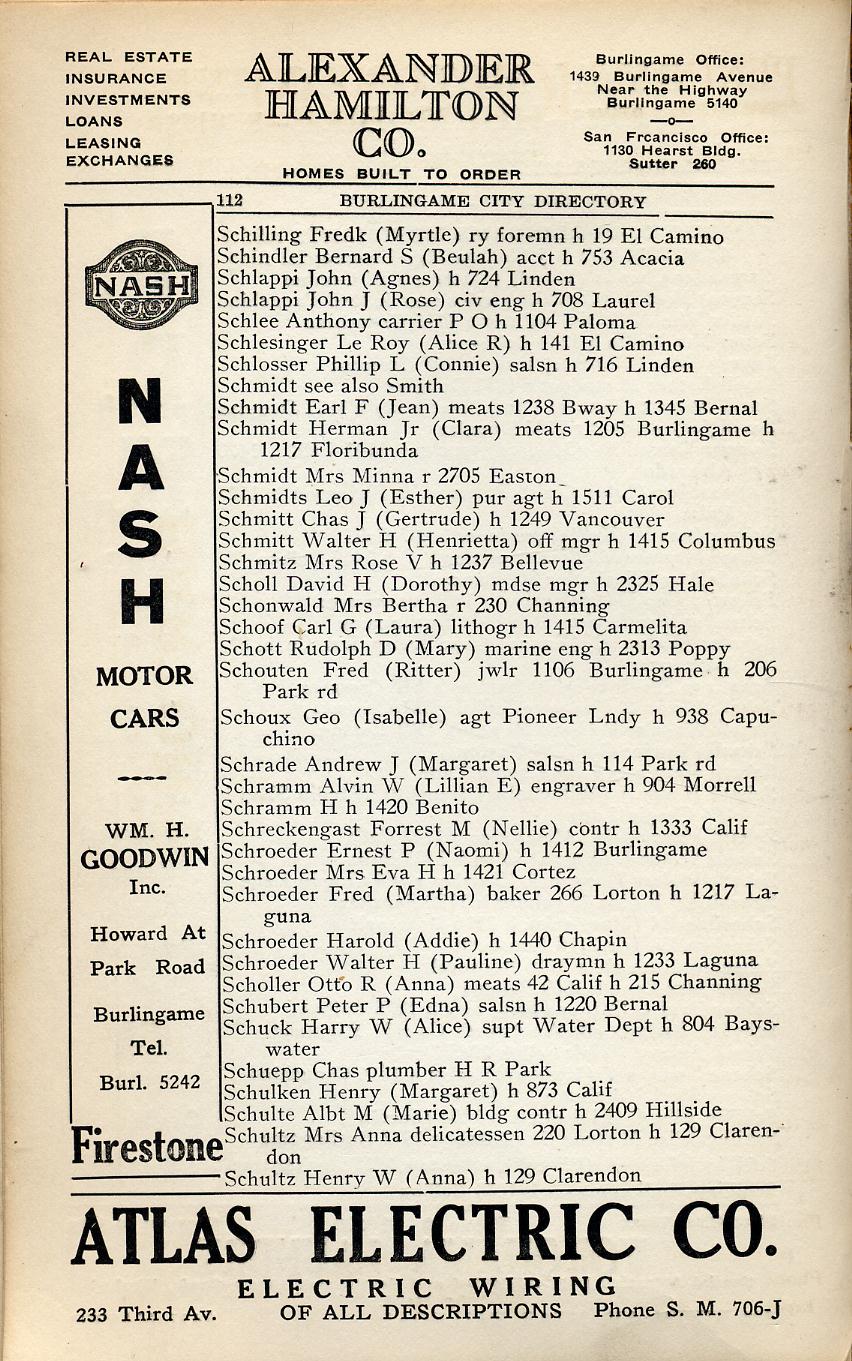 REAL ESTATE
INSURANCE
INVESTMENTS
LOANS
LEASING
EXCHANGES
ALEXANDER
HAMILTON
CO.
HOMES BUILT TO ORDER
Burlingame Office:
1439 Burlingame Avenue
Near the Highway
Burlingame 5140
—o—
San Frcancisco Office:
1130 Hearst Bldg.
Sutter 260
112 BURLINGAME CITY DIRECTORY
NASH
N
A
S
H
MOTOR
CARS
WM. H.
GOODWIN
Inc.
Howard At
Park Road
Burlingame
Tel.
Burl. 5242
Firestone
Schilling Fredk (Myrtle) ry foremn h 19 El Camino
Schindler Bernard S (Beulah) acct h 753 Acacia
Schlappi John (Agnes) h 724 Linden
Schlappi John J (Rose) civ eng h 708 Laurel
Schlee Anthony carrier P O h 1104 Paloma
Schlesinger Le Roy (Alice R) h 141 El Camino
Schlosser Phillip L (Connie) salsn h 716 Linden
Schmidt see also Smith
Schmidt Earl F (Jean) meats 1238 Bway h 1345 Bernal
Schmidt Herman Jr (Clara) meats 1205 Burlingame h
1217 Floribunda
Schmidt Mrs Minna r 2705 Easton
Schmidts Leo J (Esther) pur agt h 1511 Carol
Schmitt Chas J (Gertrude) h 1249 Vancouver
Schmitt Walter H (Henrietta) off mgr h 1415 Columbus
Schmitz Mrs Rose V h 1237 Bellevue
Scholl David H (Dorothy) mdse mgr h 2325 Hale
Schonwald Mrs Bertha r 230 Channing
Schoof Carl G (Laura) lithogr h 1415 Carmelita
Schott Rudolph D (Mary) marine eng h 2313 Poppy
Schouten Fred (Ritter) jwlr 1106 Burlingame h 206
Park rd
Schoux Geo (Isabelle) agt Pioneer Lndy h 938 Capu-
chino
Schrade Andrew J (Margaret) salsn h 114 Park rd
Schramm Alvin W (Lillian E) engraver h 904 Morrell
Schramm H h 1420 Benito
Schreckengast Forrest M (Nellie) contr h 1333 Calif
Schroeder Ernest P (Naomi) h 1412 Burlingame
Schroeder Mrs Eva H h 1421 Cortez
Schroeder Fred (Martha) baker 266 Lorton h 1217 La-
guna
Schroeder Harold (Addie) h 1440 Chapin
Schroeder Walter H (Pauline) draymn h 1233 Laguna
Scholler Otto R (Anna) meats 42 Calif h 215 Channing
Schubert Peter P (Edna) salsn h 1220 Bernal
Schuck Harry W (Alice) supt Water Dept h 804 Bays-
water
Schuepp Chas plumber H R Park
Schulken Henry (Margaret) h 873 Calif
Schulte Albt M (Marie) bldg contr h 2409 Hillside
Schultz Mrs Anna delicatessen 220 Lorton h 129 Claren-
don
Schultz Henry W (Anna) h 129 Clarendon
ATLAS ELECTRIC CO.
ELECTRIC WIRING
233 Third Av. OF ALL DESCRIPTIONS Phone S. M. 706-J